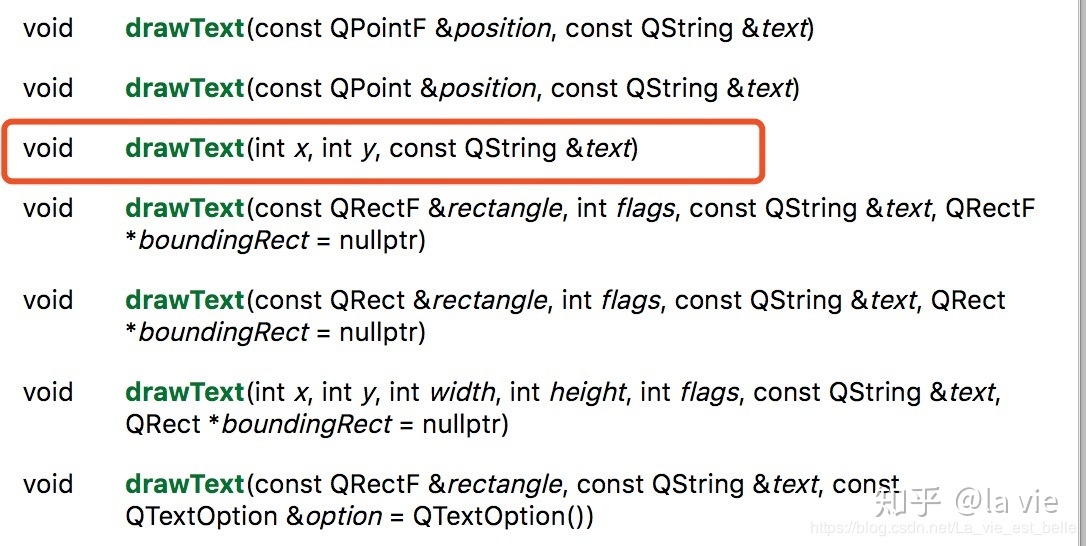 void drawText(const QPointF &position, const QString &text)
void drawText(const QPoint &position, const QString &text)
void drawText(int x, int y, const QString &text)
void drawText(const QRectF &rectangle, int flags, const QString &text, QRectF
*boundingRect = nullptr)
void drawText(const QRect &rectangle, int flags, const QString &text, QRect
*boundingRect = nullptr)
void drawText(int x, int y, int width, int height, int flags, const QString &text,
QRect *boundingRect = nullptr)
void drawText(const QRectF &rectangle, const QString &text, const
QTextOption &option = QTextOption())
知乎 @la vie
https://blog.csdn.net/La_vie_est_belle